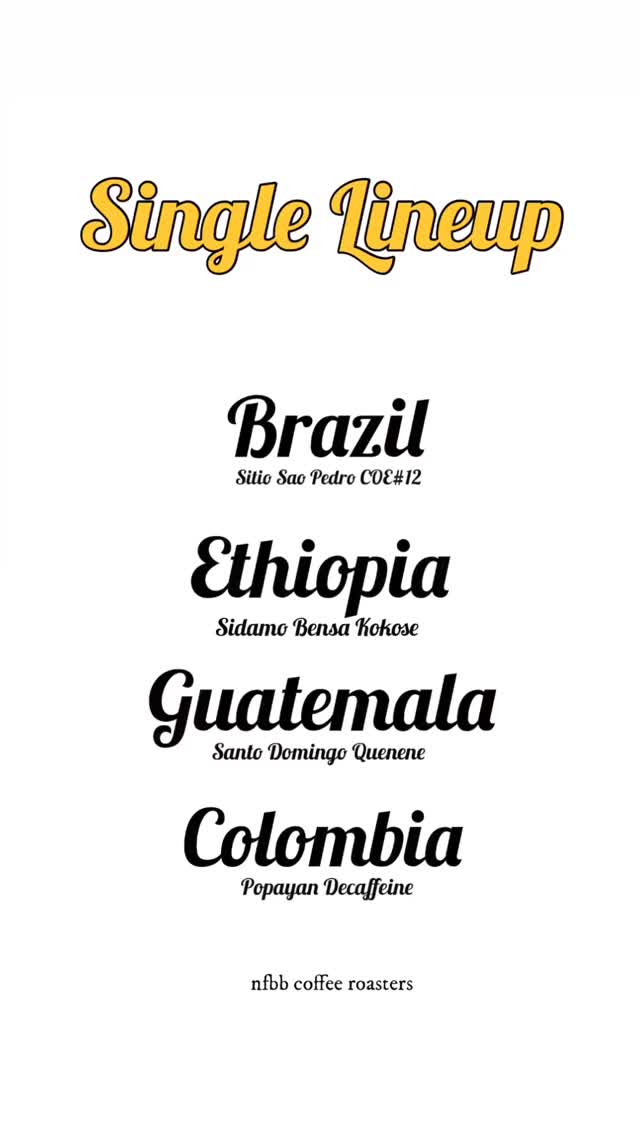 Single Lineup
Brazil
Sitio Sao Pedro COE#12
Ethiopia
Sidamo Bensa Kokose
Guatemala
Santo Domingo Quenene
Colombia
Popayan Decaffeine
nfbb coffee roasters